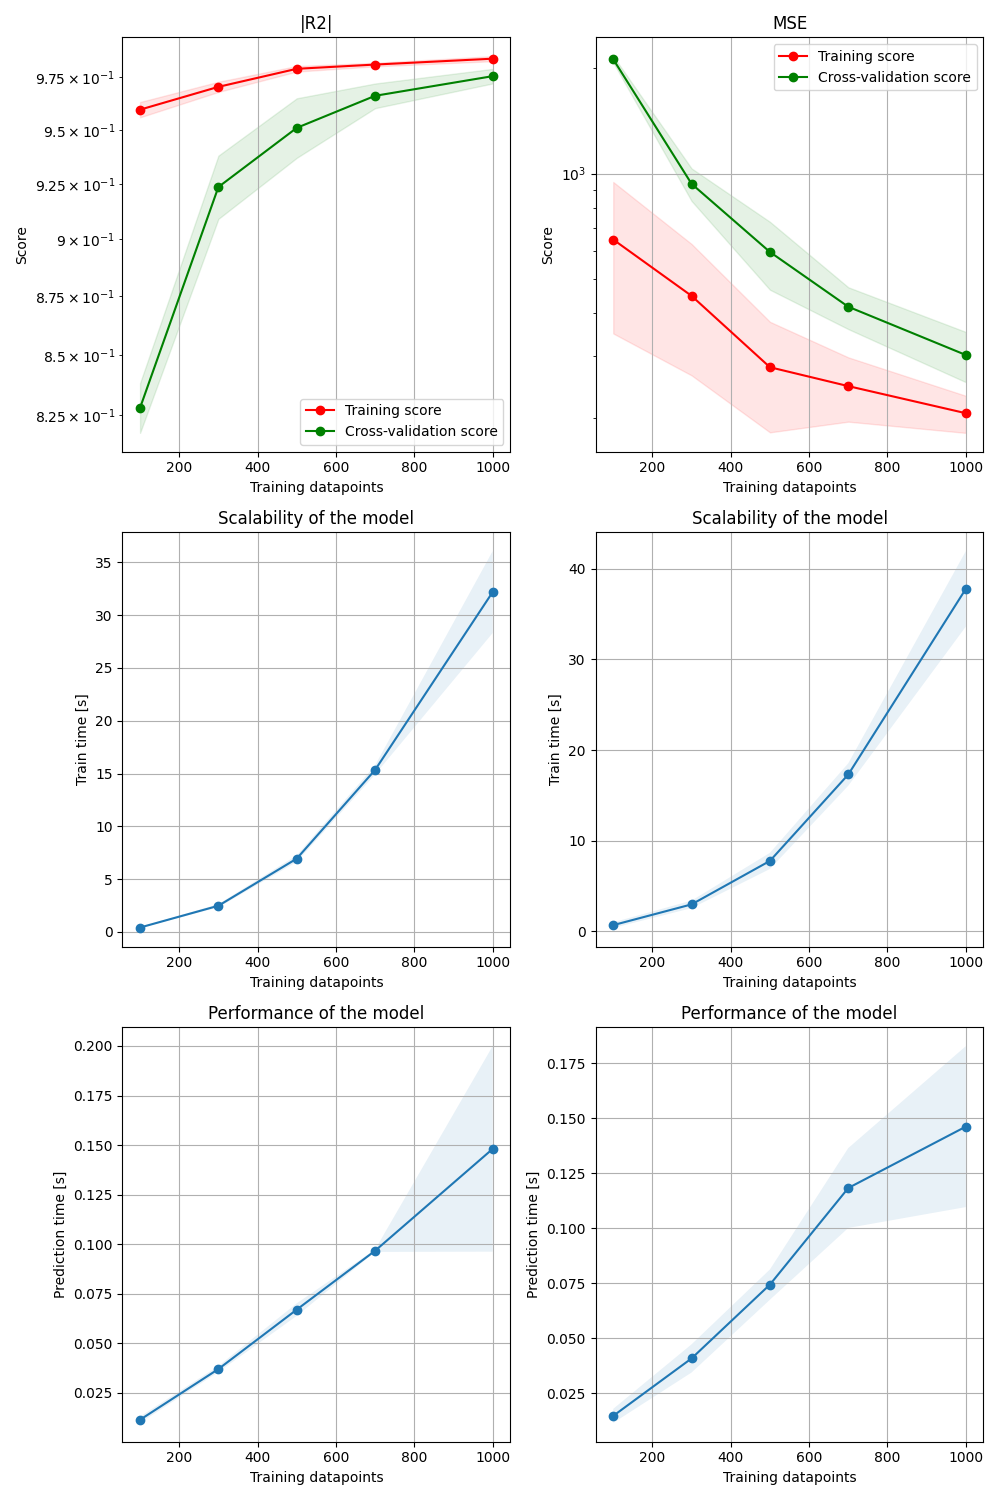 |R2|
Score
9.75 × 10⁻¹
9.5 × 10⁻¹
9.25 × 10⁻¹
9 × 10⁻¹
8.75 × 10⁻¹
8.5 × 10⁻¹
8.25 × 10⁻¹
Training score
Cross-validation score
200 400 600 800 1000
Training datapoints
MSE
Score
10³
Training score
Cross-validation score
200 400 600 800 1000
Training datapoints
Scalability of the model
Train time [s]
35
30
25
20
15
10
5
0
200 400 600 800 1000
Training datapoints
Scalability of the model
Train time [s]
40
30
20
10
0
200 400 600 800 1000
Training datapoints
Performance of the model
Prediction time [s]
0.200
0.175
0.150
0.125
0.100
0.075
0.050
0.025
200 400 600 800 1000
Training datapoints
Performance of the model
Prediction time [s]
0.175
0.150
0.125
0.100
0.075
0.050
0.025
200 400 600 800 1000
Training datapoints